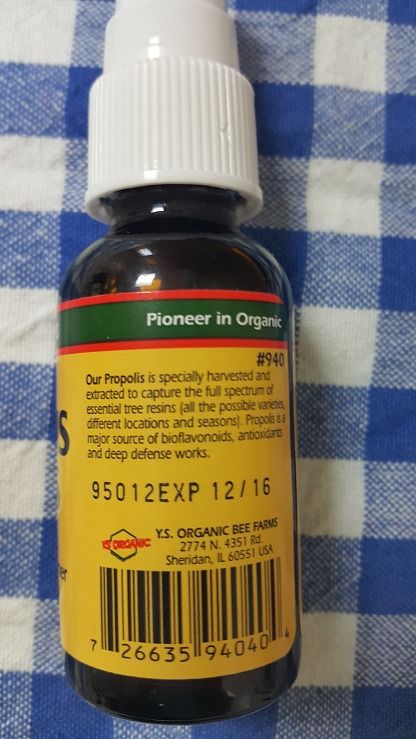 Pioneer in Organic
#940
Our Propolis is specially harvested and
extracted to capture the full spectrum of
essential tree resins (all the possible varieties,
different locations and seasons). Propolis is a
major source of bioflavonoids, antioxidants
and deep defense works.
S
95012EXP 12/16
YS ORGANIC
Y.S. ORGANIC BEE FARMS
2774 N. 4351 Rd.
Sheridan, IL 60551 USA
er
7 26635 94040 4